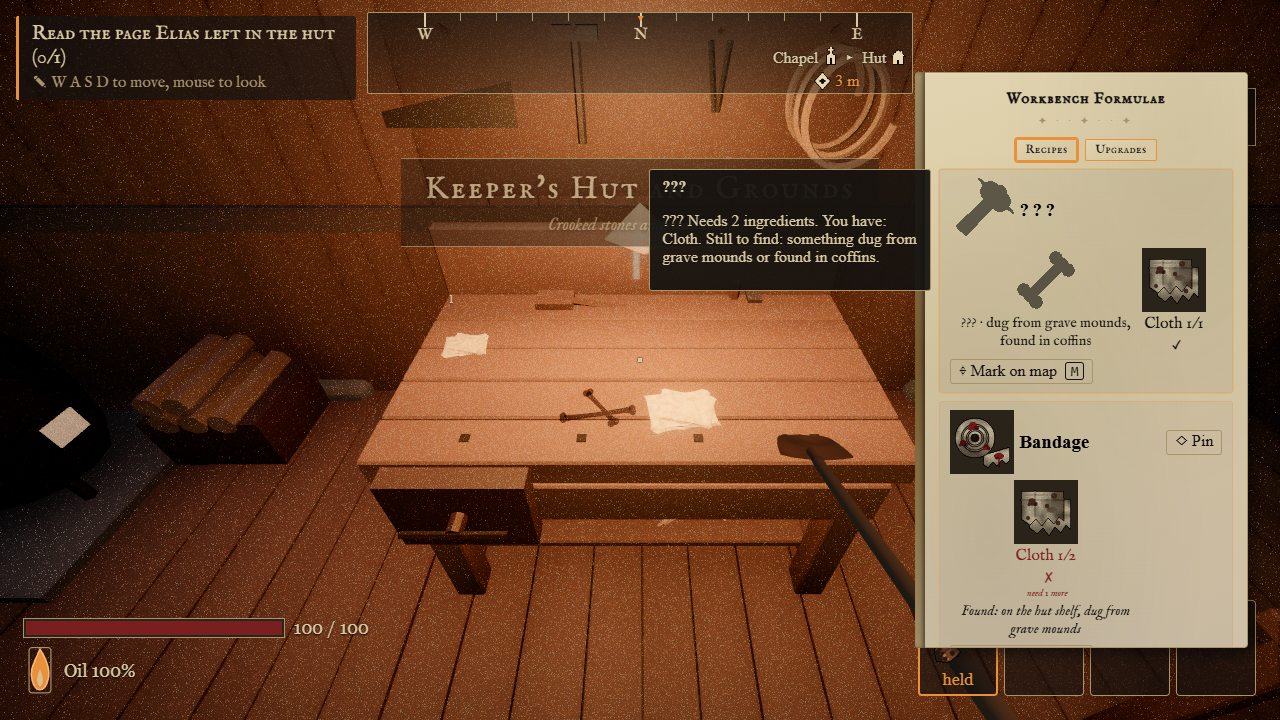 Read the page Elias left in the hut
(0/1)
W A S D to move, mouse to look
W
N
E
Chapel ▸ Hut
3 m
Keeper's Hut and Grounds
Crooked stones a
???
??? Needs 2 ingredients. You have:
Cloth. Still to find: something dug from
grave mounds or found in coffins.
1
Workbench Formulae
Recipes
Upgrades
? ? ?
??? · dug from grave mounds,
found in coffins
Cloth 1/1
✓
Mark on map M
Bandage
Pin
Cloth 1/2
✗
need 1 more
Found: on the hut shelf, dug from
grave mounds
100 / 100
Oil 100%
held